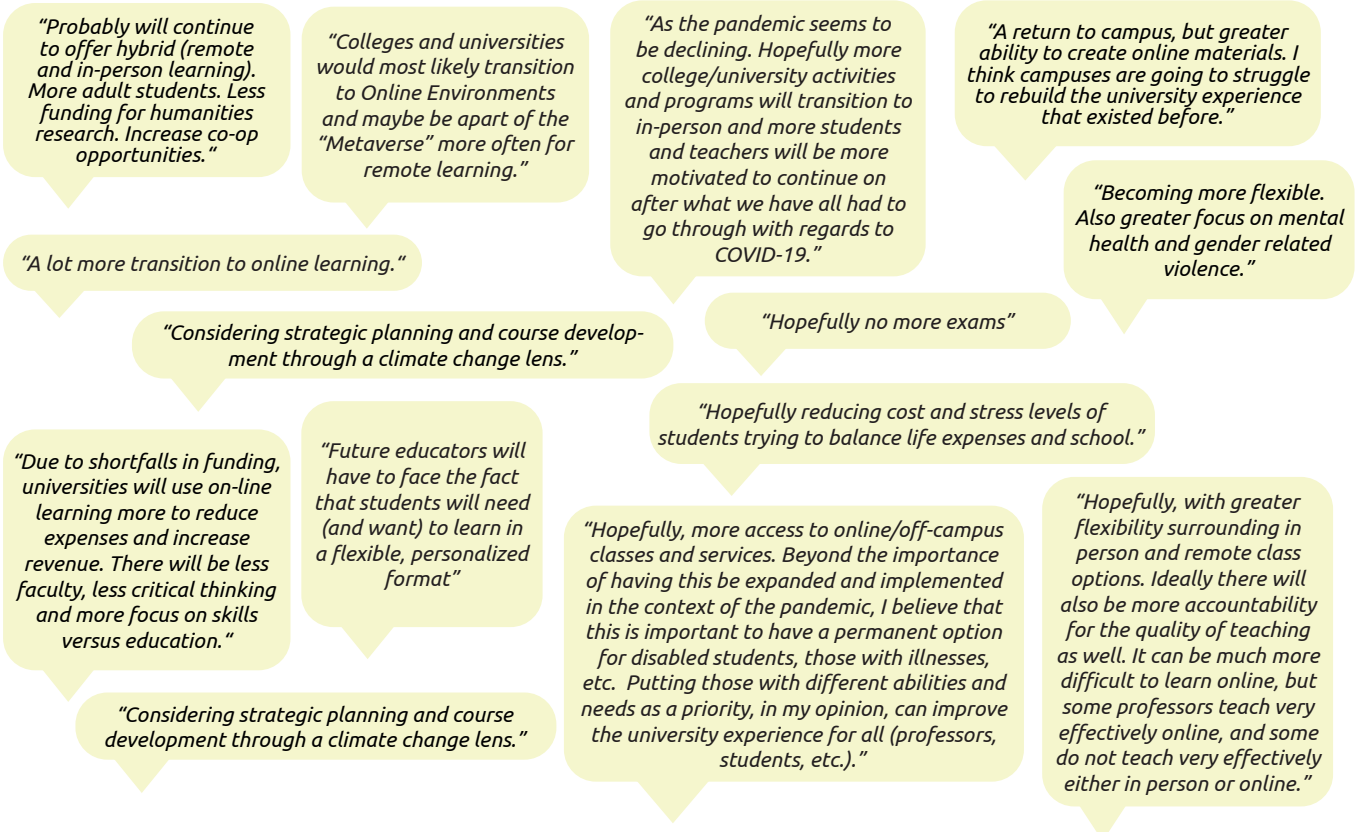 “Probably will continue
to offer hybrid (remote
and in-person learning).
More adult students. Less
funding for humanities
research. Increase co-op
opportunities.“
“Colleges and universities
would most likely transition
to Online Environments
and maybe be apart of the
“Metaverse” more often for
remote learning.”
“As the pandemic seems to
be declining. Hopefully more
college/university activities
and programs will transition to
in-person and more students
and teachers will be more
motivated to continue on
after what we have all had to
go through with regards to
COVID-19.”
“A return to campus, but greater
ability to create online materials. I
think campuses are going to struggle
to rebuild the university experience
that existed before.”
“Becoming more flexible.
Also greater focus on mental
health and gender related
violence.”
“A lot more transition to online learning.“
“Considering strategic planning and course develop-
ment through a climate change lens.”
“Hopefully no more exams”
“Hopefully reducing cost and stress levels of
students trying to balance life expenses and school.”
“Due to shortfalls in funding,
universities will use on-line
learning more to reduce
expenses and increase
revenue. There will be less
faculty, less critical thinking
and more focus on skills
versus education.“
“Future educators will
have to face the fact
that students will need
(and want) to learn in
a flexible, personalized
format”
“Hopefully, more access to online/off-campus
classes and services. Beyond the importance
of having this be expanded and implemented
in the context of the pandemic, I believe that
this is important to have a permanent option
for disabled students, those with illnesses,
etc.  Putting those with different abilities and
needs as a priority, in my opinion, can improve
the university experience for all (professors,
students, etc.).”
“Hopefully, with greater
flexibility surrounding in
person and remote class
options. Ideally there will
also be more accountability
for the quality of teaching
as well. It can be much more
difficult to learn online, but
some professors teach very
effectively online, and some
do not teach very effectively
either in person or online.”
“Considering strategic planning and course
development through a climate change lens.”